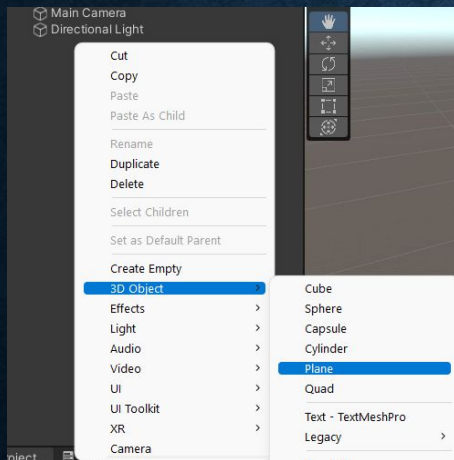 Main Camera
Directional Light
Cut
Copy
Paste
Paste As Child
Rename
Duplicate
Delete
Select Children
Set as Default Parent
Create Empty
3D Object
Effects
Light
Audio
Video
UI
UI Toolkit
XR
Camera
Cube
Sphere
Capsule
Cylinder
Plane
Quad
Text - TextMeshPro
Legacy